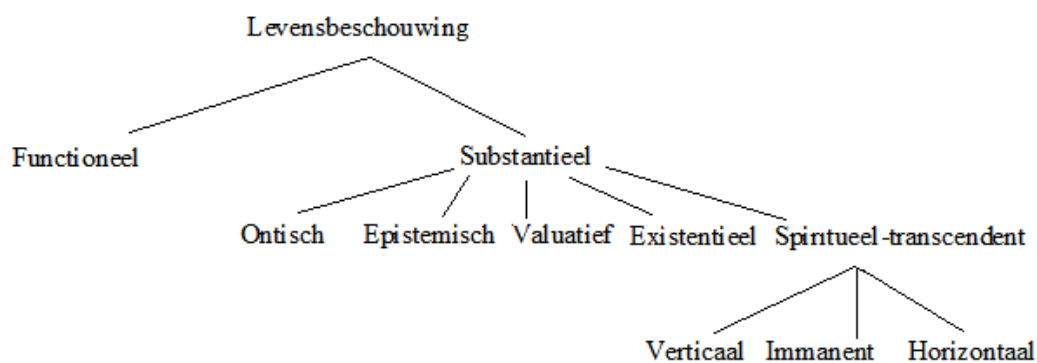 Levensbeschouwing
Functioneel Substantieel
Ontisch Epistemisch Valuatief Existentieel Spiritueel-transcendent
Verticaal Immanent Horizontaal